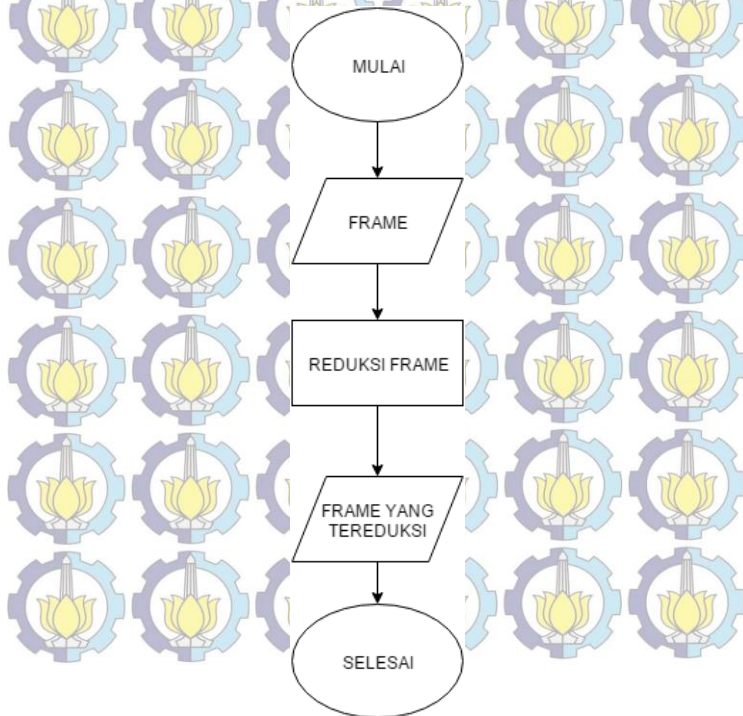 MULAI
FRAME
REDUKSI FRAME
FRAME YANG
TEREDUKSI
SELESAI